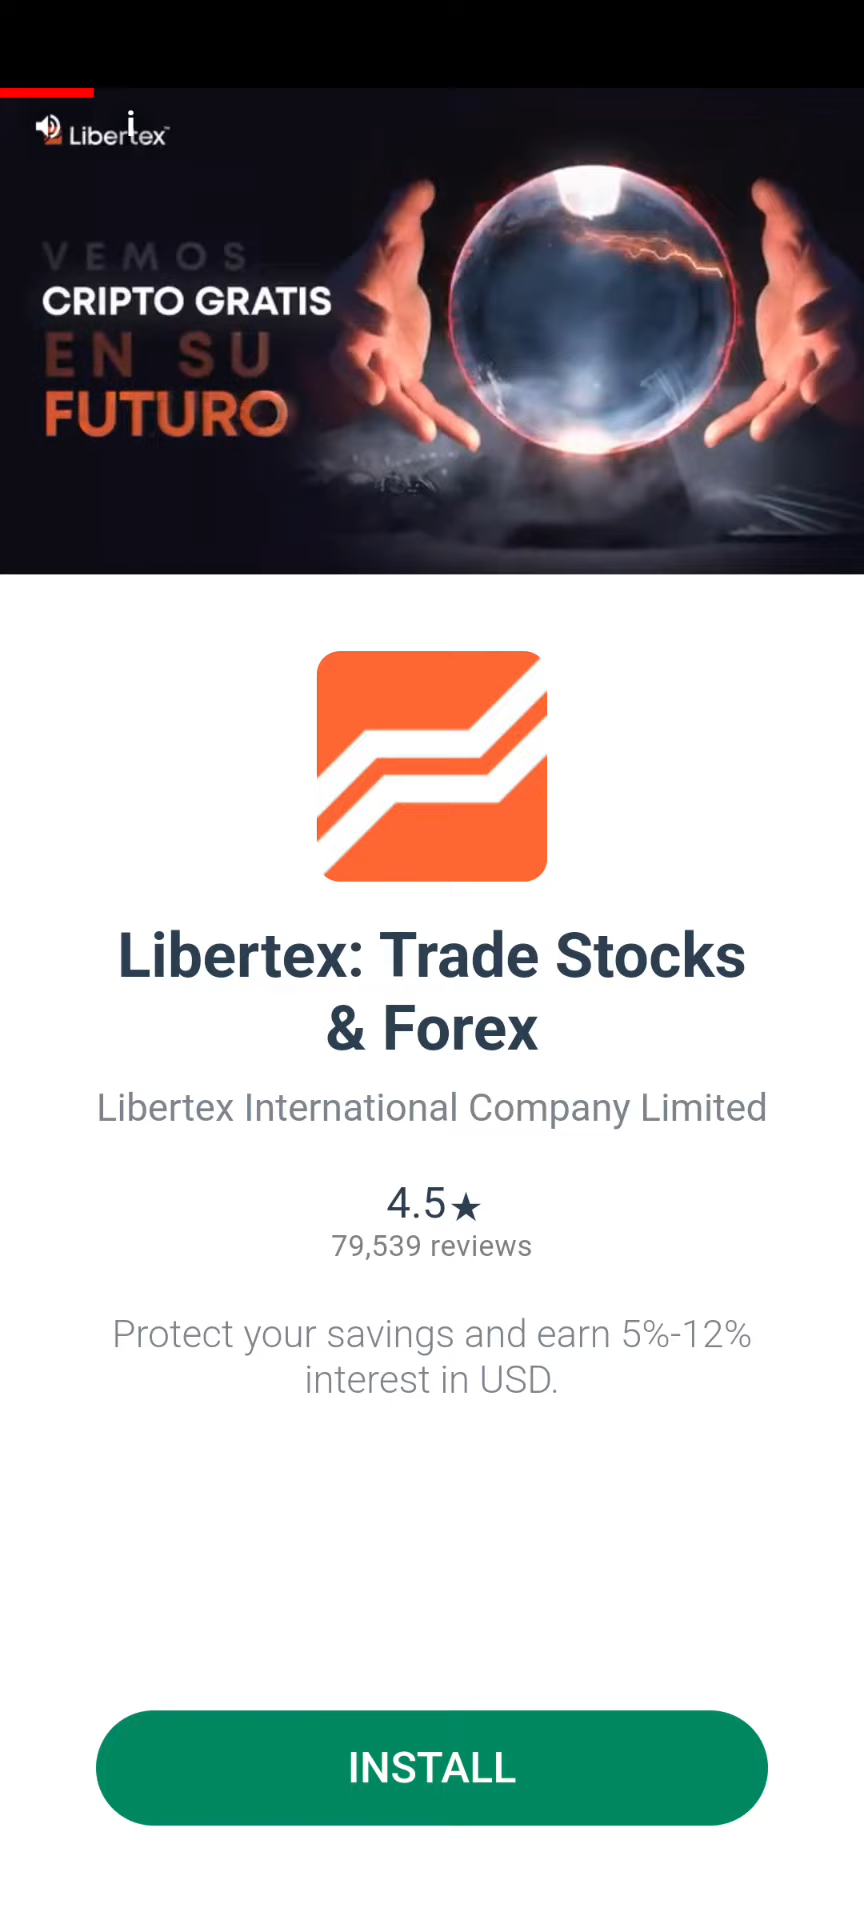 Libertex™
VEMOS
CRIPTO GRATIS
EN SU
FUTURO
Libertex: Trade Stocks
& Forex
Libertex International Company Limited
4.5★
79,539 reviews
Protect your savings and earn 5%-12%
interest in USD.
INSTALL